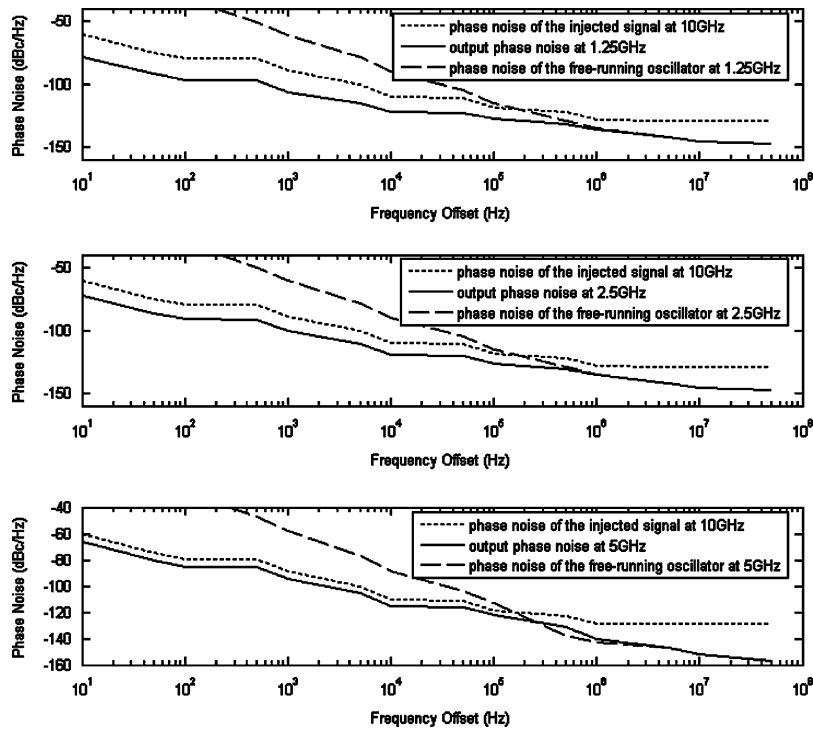 phase noise of the injected signal at 10GHz
output phase noise at 1.25GHz
phase noise of the free-running oscillator at 1.25GHz
Phase Noise (dBc/Hz)
-50
-100
-150
10^1 10^2 10^3 10^4 10^5 10^6 10^7 10^8
Frequency Offset (Hz)
phase noise of the injected signal at 10GHz
output phase noise at 2.5GHz
phase noise of the free-running oscillator at 2.5GHz
Phase Noise (dBc/Hz)
-50
-100
-150
10^1 10^2 10^3 10^4 10^5 10^6 10^7 10^8
Frequency Offset (Hz)
phase noise of the injected signal at 10GHz
output phase noise at 5GHz
phase noise of the free-running oscillator at 5GHz
Phase Noise (dBc/Hz)
-40
-60
-80
-100
-120
-140
-160
10^1 10^2 10^3 10^4 10^5 10^6 10^7 10^8
Frequency Offset (Hz)